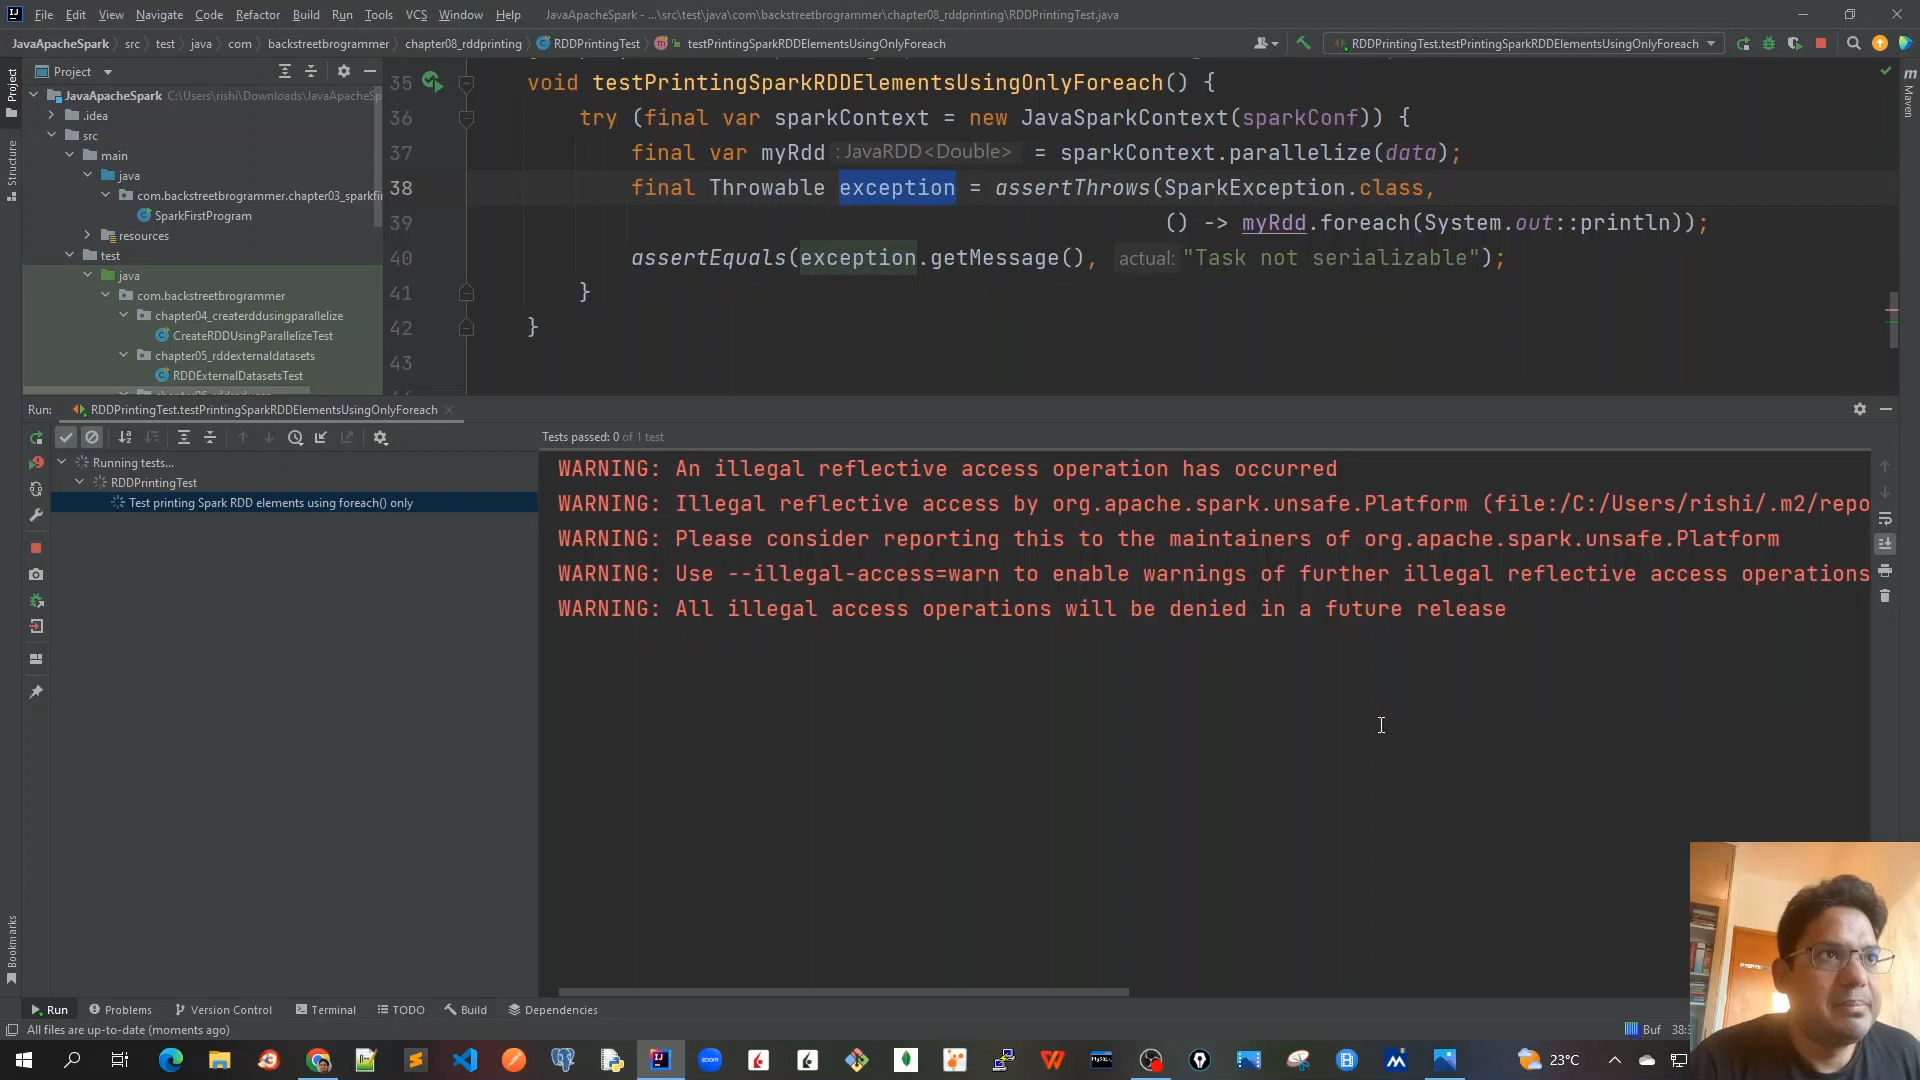 File Edit View Navigate Code Refactor Build Run Tools VCS Window Help JavaApacheSpark - ...\src\test\java\com\backstreetbrogrammer\chapter08_rddprinting\RDDPrintingTest.java
JavaApacheSpark src test java com backstreetbrogrammer chapter08_rddprinting RDDPrintingTest testPrintingSparkRDDElementsUsingOnlyForeach RDDPrintingTest.testPrintingSparkRDDElementsUsingOnlyForeach
Project
JavaApacheSpark C:\Users\rishi\Downloads\JavaApacheSp
.idea
src
main
java
com.backstreetbrogrammer.chapter03_sparkfi
SparkFirstProgram
resources
test
java
com.backstreetbrogrammer
chapter04_createrddusingparallelize
CreateRDDUsingParallelizeTest
chapter05_rddexternaldatasets
RDDExternalDatasetsTest
35 void testPrintingSparkRDDElementsUsingOnlyForeach() {
36 try (final var sparkContext = new JavaSparkContext(sparkConf)) {
37 final var myRdd : JavaRDD<Double> = sparkContext.parallelize(data);
38 final Throwable exception = assertThrows(SparkException.class,
39 () -> myRdd.foreach(System.out::println));
40 assertEquals(exception.getMessage(), actual: "Task not serializable");
41 }
42 }
43
Project
Structure
Bookmarks
Maven
Run: RDDPrintingTest.testPrintingSparkRDDElementsUsingOnlyForeach
Tests passed: 0 of 1 test
Running tests...
RDDPrintingTest
Test printing Spark RDD elements using foreach() only
WARNING: An illegal reflective access operation has occurred
WARNING: Illegal reflective access by org.apache.spark.unsafe.Platform (file:/C:/Users/rishi/.m2/repo
WARNING: Please consider reporting this to the maintainers of org.apache.spark.unsafe.Platform
WARNING: Use --illegal-access=warn to enable warnings of further illegal reflective access operations
WARNING: All illegal access operations will be denied in a future release
Run Problems Version Control Terminal TODO Build Dependencies
All files are up-to-date (moments ago) Buf 38:
23°C